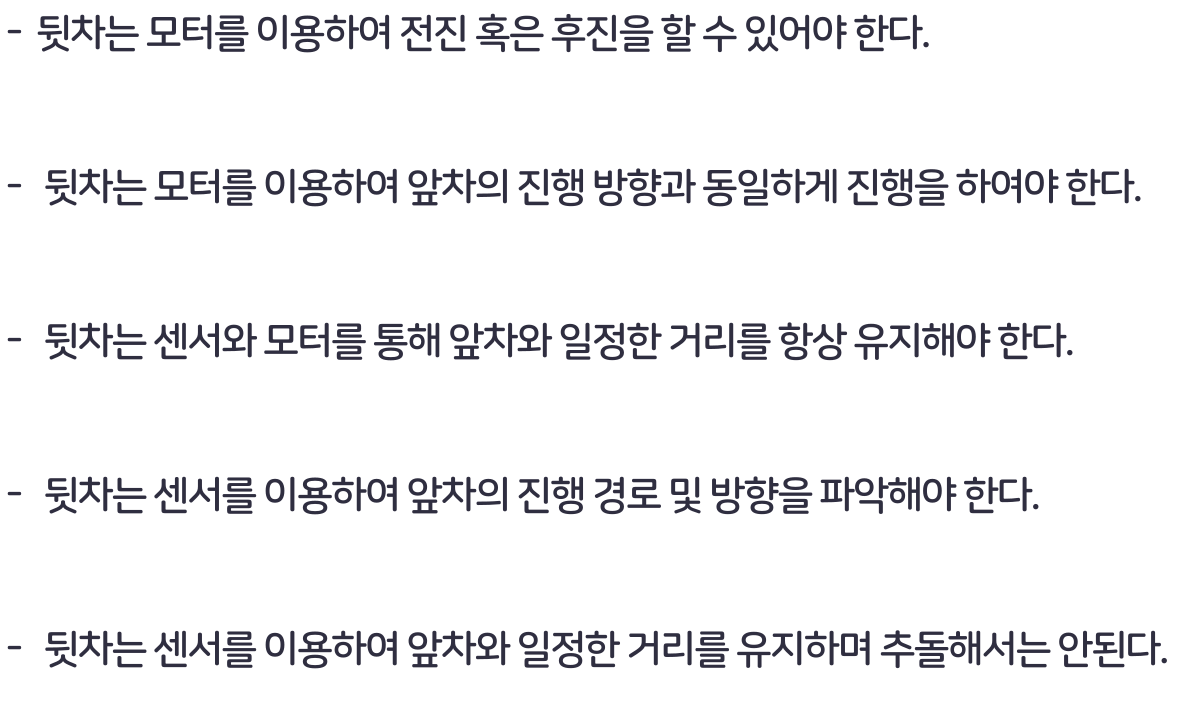 - 뒷차는 모터를 이용하여 전진 혹은 후진을 할 수 있어야 한다.
- 뒷차는 모터를 이용하여 앞차의 진행 방향과 동일하게 진행을 하여야 한다.
- 뒷차는 센서와 모터를 통해 앞차와 일정한 거리를 항상 유지해야 한다.
- 뒷차는 센서를 이용하여 앞차의 진행 경로 및 방향을 파악해야 한다.
- 뒷차는 센서를 이용하여 앞차와 일정한 거리를 유지하며 추돌해서는 안된다.